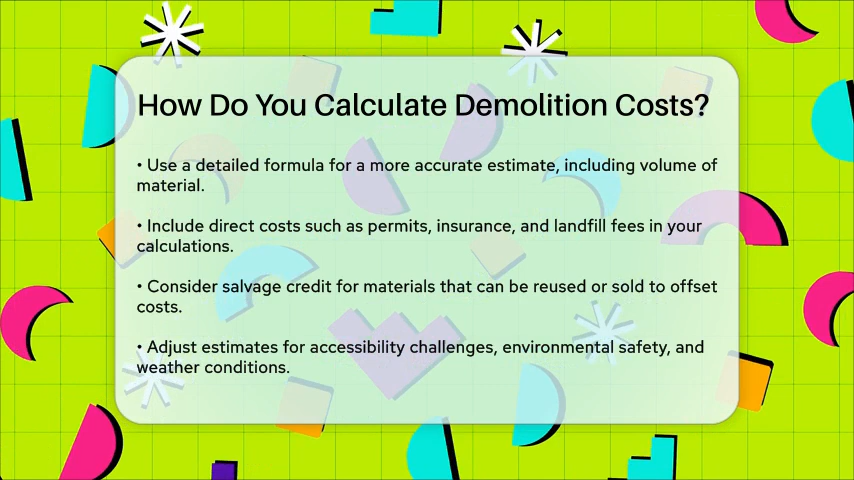 How Do You Calculate Demolition Costs?
• Use a detailed formula for a more accurate estimate, including volume of
material.
• Include direct costs such as permits, insurance, and landfill fees in your
calculations.
• Consider salvage credit for materials that can be reused or sold to offset
costs.
• Adjust estimates for accessibility challenges, environmental safety, and
weather conditions.